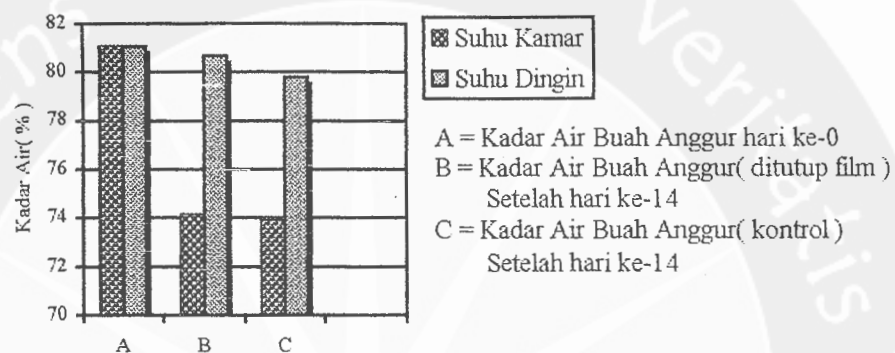 82
80
78
76
74
72
70
Kadar Air( % )
A B C
Suhu Kamar
Suhu Dingin
A = Kadar Air Buah Anggur hari ke-0
B = Kadar Air Buah Anggur( ditutup film )
Setelah hari ke-14
C = Kadar Air Buah Anggur( kontrol )
Setelah hari ke-14
ens
veritatis